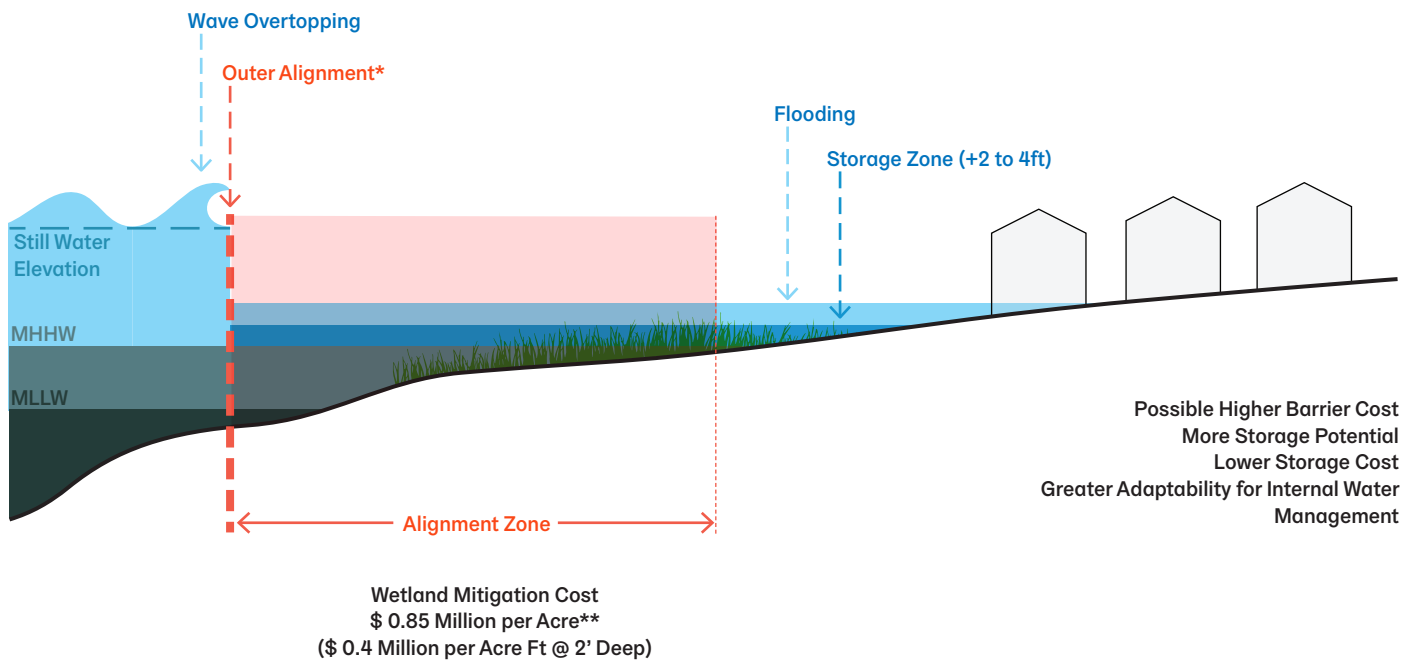 Wave Overtopping
Outer Alignment*
Flooding
Storage Zone (+2 to 4ft)
Still Water
Elevation
MHHW
MLLW
Possible Higher Barrier Cost
More Storage Potential
Lower Storage Cost
Greater Adaptability for Internal Water
Management
Alignment Zone
Wetland Mitigation Cost
$ 0.85 Million per Acre**
($ 0.4 Million per Acre Ft @ 2’ Deep)